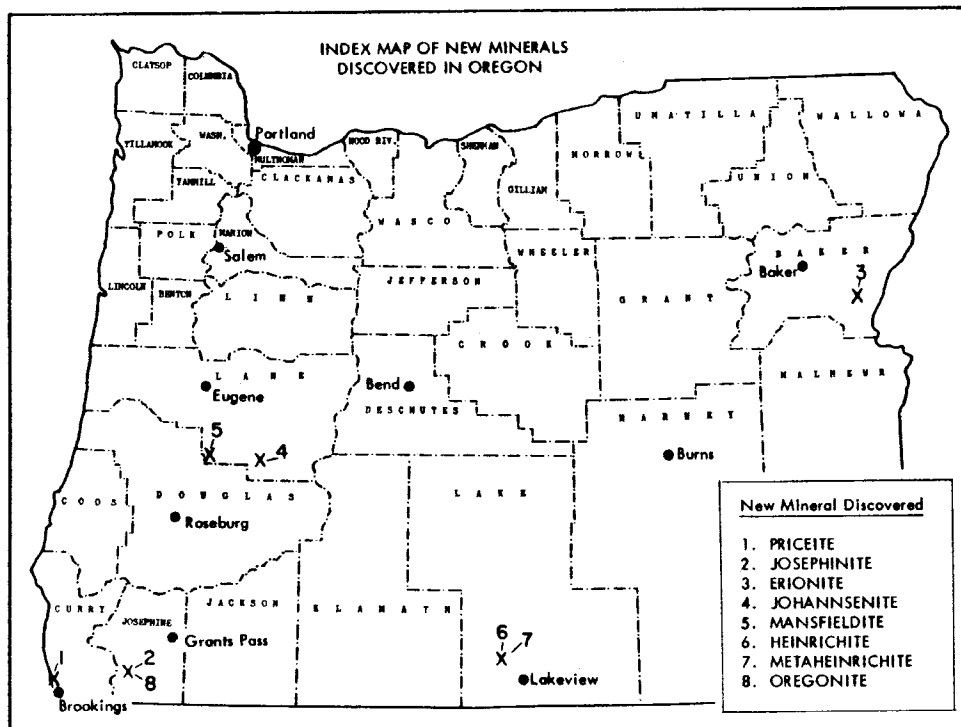 INDEX MAP OF NEW MINERALS
DISCOVERED IN OREGON
CLATSOP
COLUMBIA
TILLAMOOK
WASH.
Portland
MULTNOMAH
HOOD RIV.
SHERMAN
GILLIAM
MORROW
UMATILLA
WALLOWA
UNION
YAMHILL
CLACKAMAS
WASCO
POLK
MARION
Salem
WHEELER
BAKER
Baker
3
LINCOLN
BENTON
LINN
JEFFERSON
GRANT
CROOK
LANE
Eugene
Bend
DESCHUTES
MALHEUR
HARNEY
5
4
Burns
COOS
DOUGLAS
Roseburg
LAKE
CURRY
JOSEPHINE
JACKSON
KLAMATH
Grants Pass
6
7
1
2
8
Lakeview
Brookings
New Mineral Discovered
1. PRICEITE
2. JOSEPHINITE
3. ERIONITE
4. JOHANNSENITE
5. MANSFIELDITE
6. HEINRICHITE
7. METAHEINRICHITE
8. OREGONITE